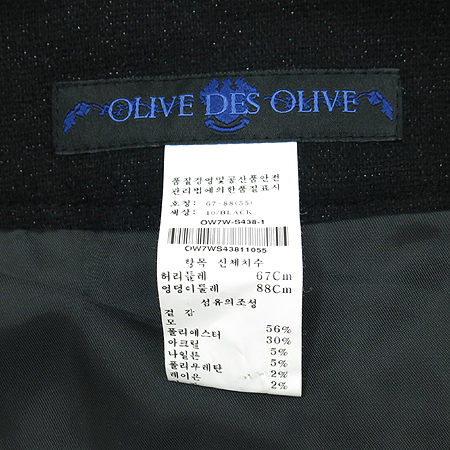 OLIVE DES OLIVE
품질경영및공산품안전
관리법에의한품질표시
호칭: 67-88(55)
색상: 10/BLACK
OW7W-S438-1
OW7WS43811055
항목 신체치수
허리둘레 67Cm
엉덩이둘레 88Cm
섬유의조성
겉 감
모 56%
폴리에스터 30%
아크릴 5%
나일론 5%
폴리우레탄 2%
레이온 2%